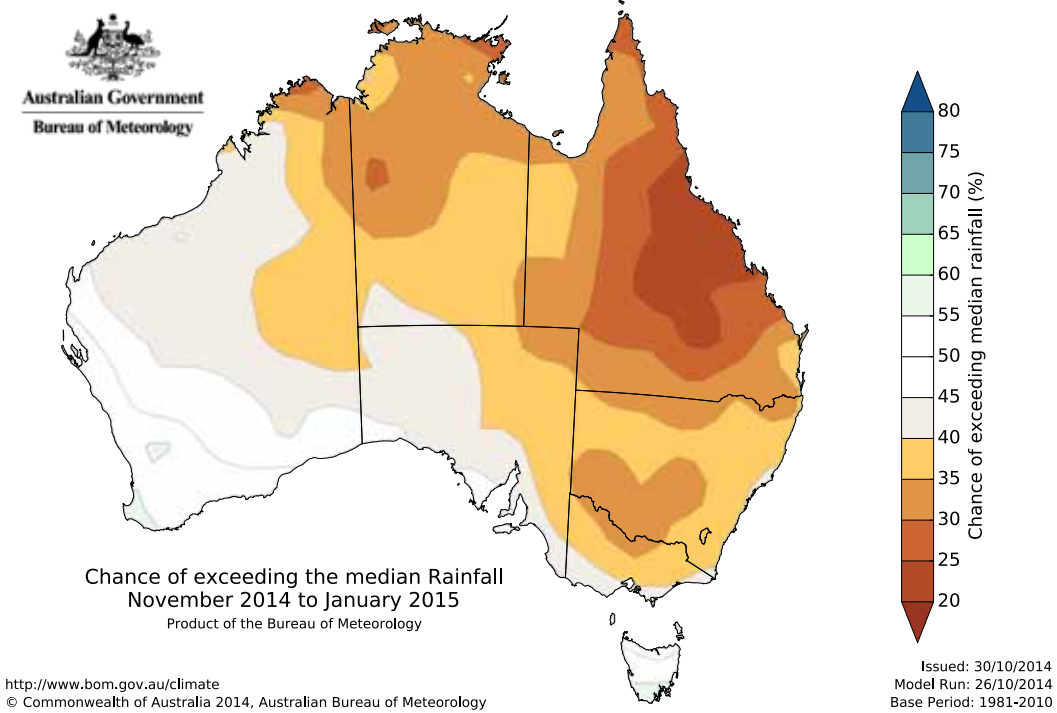 Australian Government
Bureau of Meteorology
80
75
70
65
60
55
50
45
40
35
30
25
20
Chance of exceeding median rainfall (%)
Chance of exceeding the median Rainfall
November 2014 to January 2015
Product of the Bureau of Meteorology
http://www.bom.gov.au/climate
© Commonwealth of Australia 2014, Australian Bureau of Meteorology
Issued: 30/10/2014
Model Run: 26/10/2014
Base Period: 1981-2010